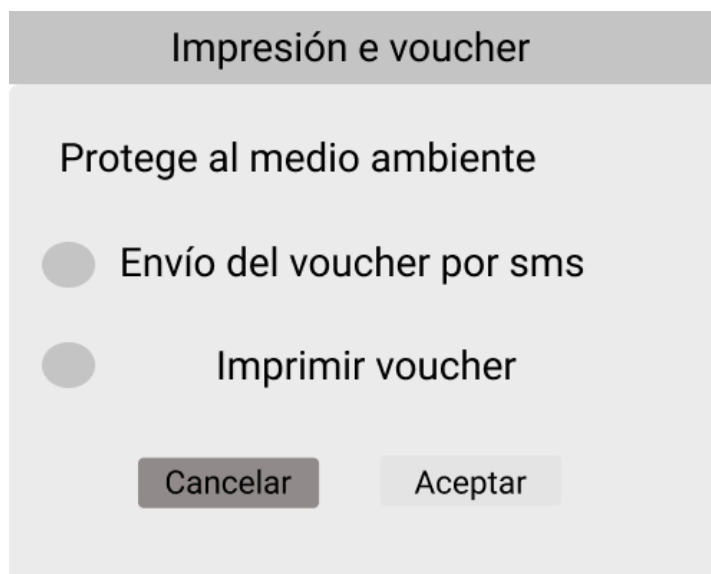 Impresión e voucher
Protege al medio ambiente
Envío del voucher por sms
Imprimir voucher
Cancelar Aceptar